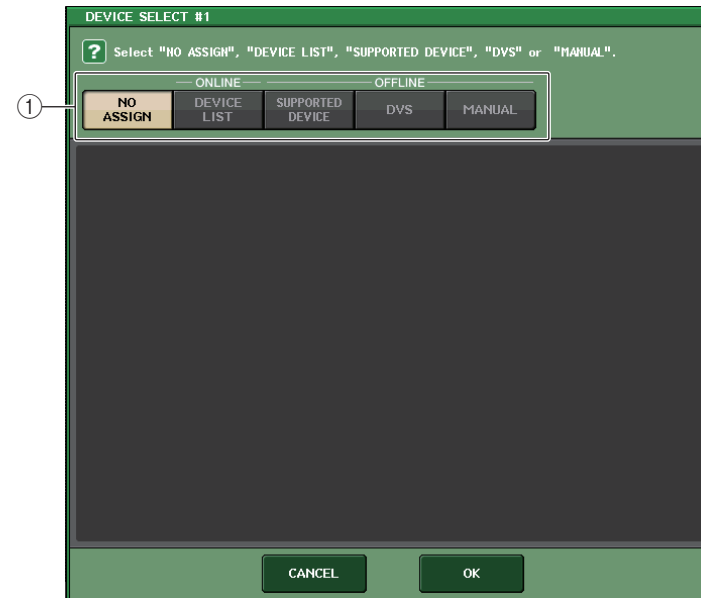 DEVICE SELECT #1
? Select "NO ASSIGN", "DEVICE LIST", "SUPPORTED DEVICE", "DVS" or "MANUAL".
ONLINE OFFLINE
①
NO ASSIGN
DEVICE LIST
SUPPORTED DEVICE
DVS
MANUAL
CANCEL OK